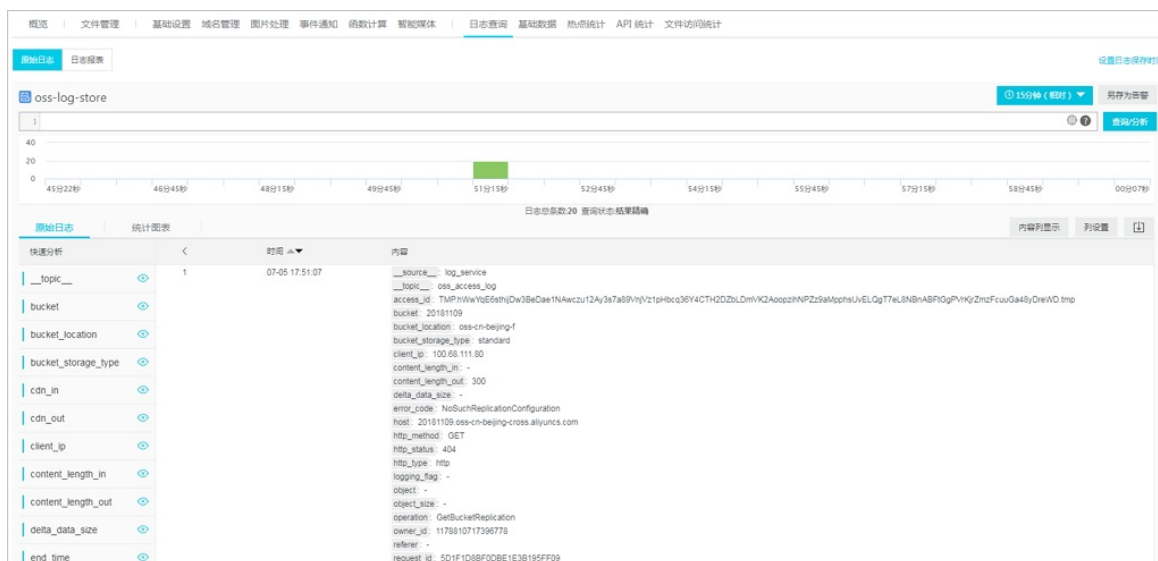 概览 文件管理 基础设置 域名管理 图片处理 事件通知 函数计算 智能媒体 日志查询 基础数据 热点统计 API 统计 文件访问统计
原始日志 日志报表 设置日志保存时
oss-log-store 15分钟（相对） 另存为告警
1 查询/分析
40
20
0
45分22秒 46分45秒 48分15秒 49分45秒 51分15秒 52分45秒 54分15秒 55分45秒 57分15秒 58分45秒 00分07秒
日志总条数:20 查询状态:结果精确
原始日志 统计图表 内容列显示 列设置
快速分析 < 时间 内容
1 07-05 17:51:07 __source__: log_service
__topic__ __topic__: oss_access_log
access_id:
bucket bucket: 20181109
bucket_location: oss-cn-beijing-f
bucket_location bucket_storage_type: standard
client_ip: 100.68.111.80
bucket_storage_type content_length_in: -
content_length_out: 300
cdn_in delta_data_size: -
error_code: NoSuchReplicationConfiguration
cdn_out host: 20181109.oss-cn-beijing-cross.aliyuncs.com
http_method: GET
client_ip http_status: 404
http_type: http
content_length_in logging_flag: -
object: -
content_length_out object_size: -
operation: GetBucketReplication
delta_data_size owner_id: 1178810717396778
referer: -
end_time request_id: 5D1F1D8BF0DBE1E3B195FF09